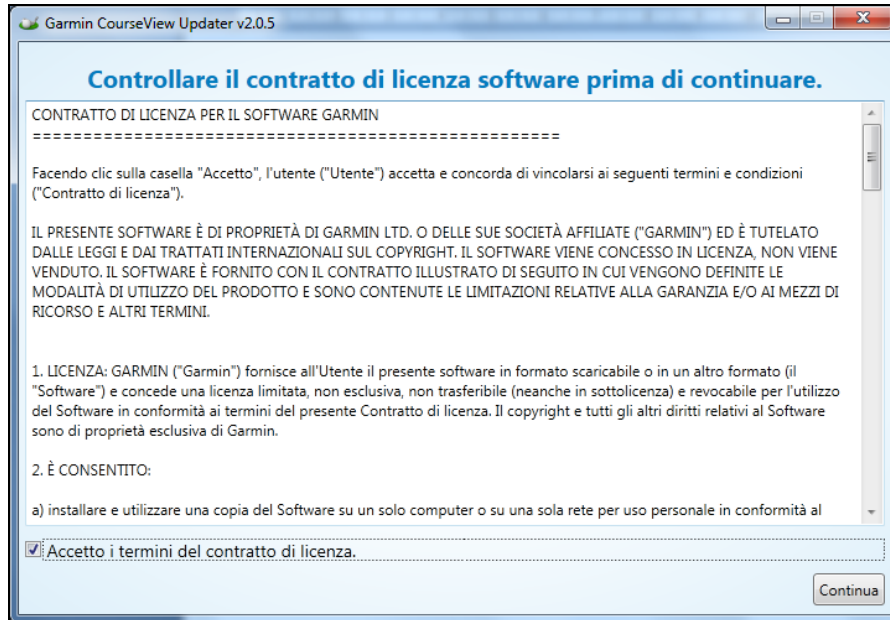 Garmin CourseView Updater v2.0.5
Controllare il contratto di licenza software prima di continuare.
CONTRATTO DI LICENZA PER IL SOFTWARE GARMIN
====================================================
Facendo clic sulla casella "Accetto", l'utente ("Utente") accetta e concorda di vincolarsi ai seguenti termini e condizioni
("Contratto di licenza").
IL PRESENTE SOFTWARE È DI PROPRIETÀ DI GARMIN LTD. O DELLE SUE SOCIETÀ AFFILIATE ("GARMIN") ED È TUTELATO
DALLE LEGGI E DAI TRATTATI INTERNAZIONALI SUL COPYRIGHT. IL SOFTWARE VIENE CONCESSO IN LICENZA, NON VIENE
VENDUTO. IL SOFTWARE È FORNITO CON IL CONTRATTO ILLUSTRATO DI SEGUITO IN CUI VENGONO DEFINITE LE
MODALITÀ DI UTILIZZO DEL PRODOTTO E SONO CONTENUTE LE LIMITAZIONI RELATIVE ALLA GARANZIA E/O AI MEZZI DI
RICORSO E ALTRI TERMINI.
1. LICENZA: GARMIN ("Garmin") fornisce all'Utente il presente software in formato scaricabile o in un altro formato (il
"Software") e concede una licenza limitata, non esclusiva, non trasferibile (neanche in sottolicenza) e revocabile per l'utilizzo
del Software in conformità ai termini del presente Contratto di licenza. Il copyright e tutti gli altri diritti relativi al Software
sono di proprietà esclusiva di Garmin.
2. È CONSENTITO:
a) installare e utilizzare una copia del Software su un solo computer o su una sola rete per uso personale in conformità al
Accetto i termini del contratto di licenza.
Continua